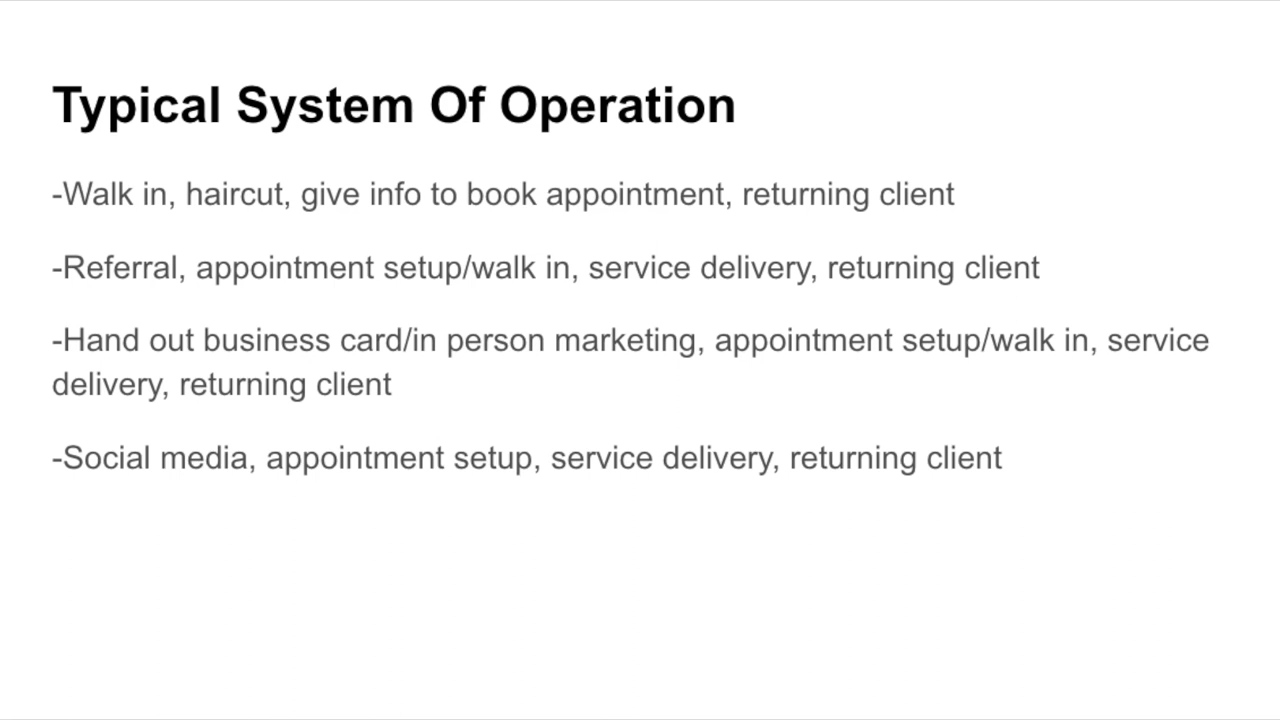 Typical System Of Operation
-Walk in, haircut, give info to book appointment, returning client
-Referral, appointment setup/walk in, service delivery, returning client
-Hand out business card/in person marketing, appointment setup/walk in, service
delivery, returning client
-Social media, appointment setup, service delivery, returning client